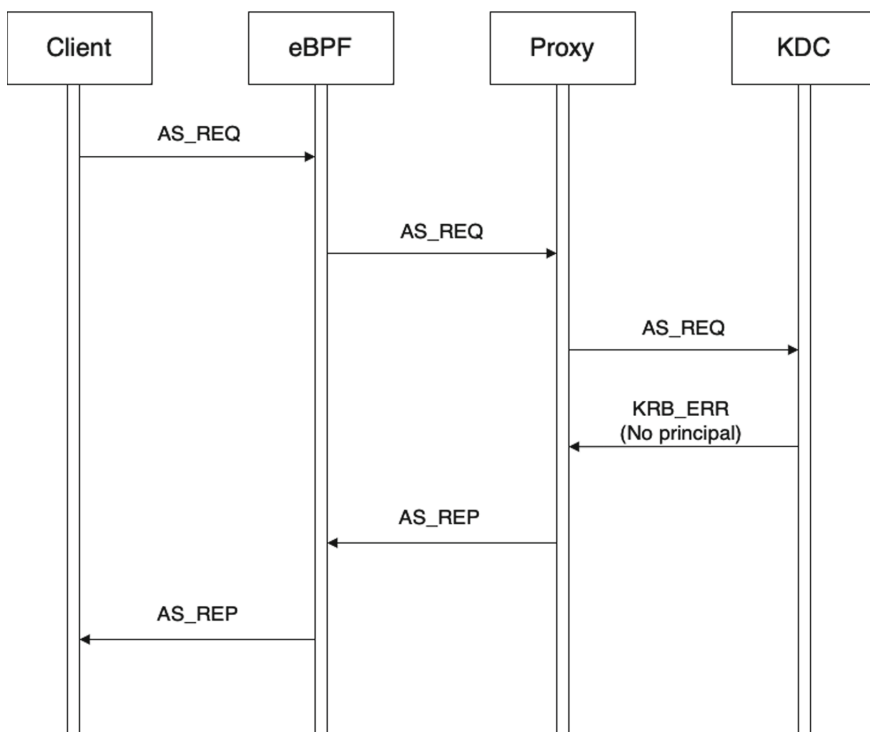 Client
eBPF
Proxy
KDC
AS_REQ
AS_REQ
AS_REQ
KRB_ERR
(No principal)
AS_REP
AS_REP